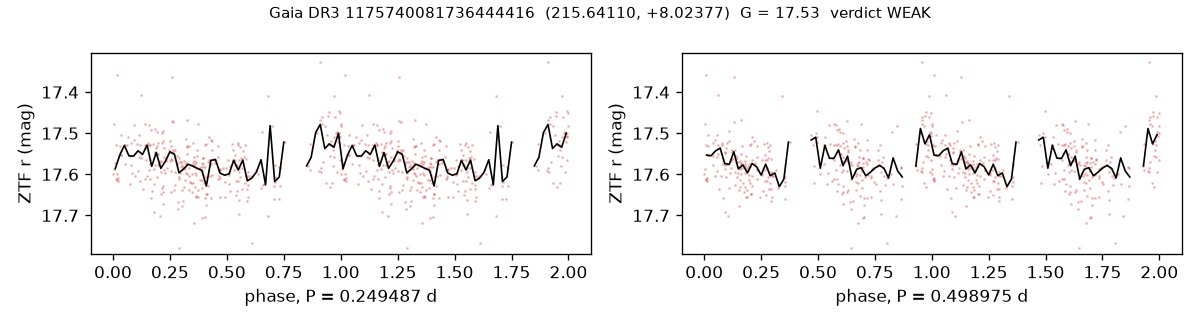 Gaia DR3 1175740081736444416 (215.64110, +8.02377) G = 17.53 verdict WEAK
ZTF r (mag)
17.4
17.5
17.6
17.7
0.00 0.25 0.50 0.75 1.00 1.25 1.50 1.75 2.00
phase, P = 0.249487 d
ZTF r (mag)
17.4
17.5
17.6
17.7
0.00 0.25 0.50 0.75 1.00 1.25 1.50 1.75 2.00
phase, P = 0.498975 d